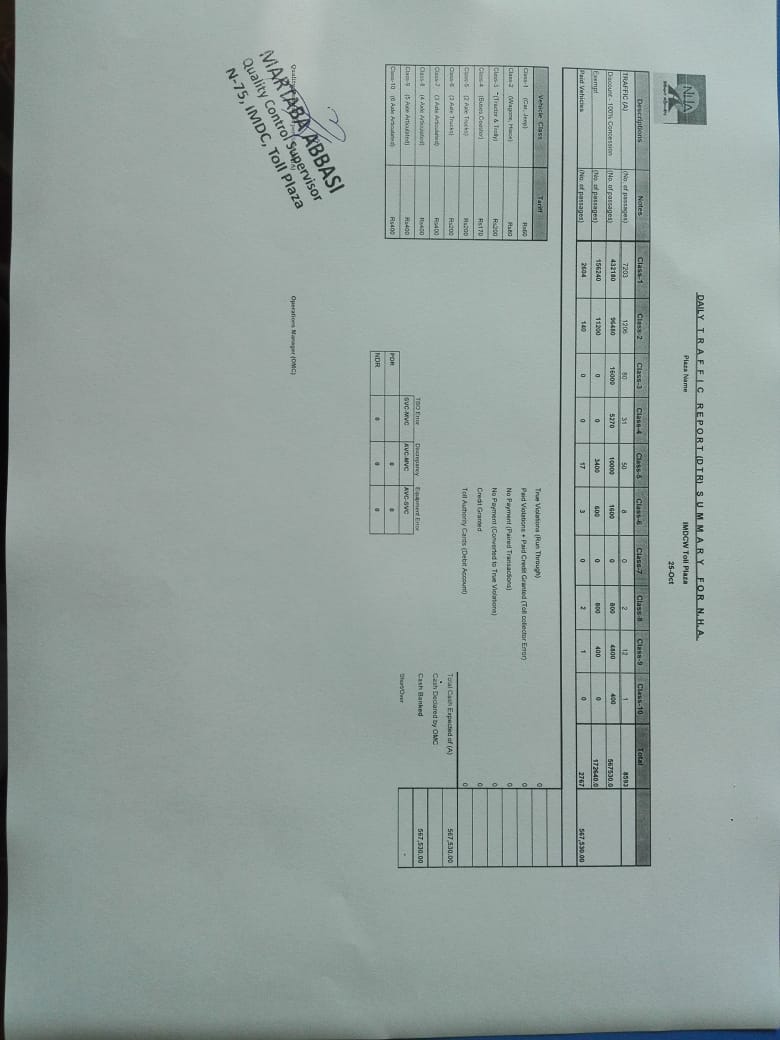 NHA
DAILY TRAFFIC REPORT (DTR) SUMMARY FOR N.H.A.
Plaza Name IMDCW Toll Plaza
25-Oct
Descriptions Notes Class-1 Class-2 Class-3 Class-4 Class-5 Class-6 Class-7 Class-8 Class-9 Class-10 Total
TRAFFIC (A) (No. of passages) 7203 1206 80 31 50 8 0 2 12 1 8593
Discount - 100% Concession (No. of passages) 432180 96480 16000 5270 10000 1600 0 800 4800 400 567530.0
Exempt (No. of passages) 156240 11200 0 0 3400 600 0 800 400 0 172640.0
Paid Vehicles (No. of passages) 2604 140 0 0 17 3 0 2 1 0 2767 567,530.00
Vehicle Class Tariff
Class-1 (Car, Jeep) Rs60
Class-2 (Wagons, Hiace) Rs80
Class-3 (Tractor & Trolly) Rs200
Class-4 (Buses Coaster) Rs170
Class-5 (2 Axle Trucks) Rs200
Class-6 (3 Axle Trucks) Rs200
Class-7 (3 Axle Articulated) Rs400
Class-8 (4 Axle Articulated) Rs400
Class-9 (5 Axle Articulated) Rs400
Class-10 (6 Axle Articulated) Rs400
True Violations (Run Through) 0
Paid Violations + Paid Credit Granted (Toll collector Error) 0
No Payment (Paired Transactions) 0
No Payment (Converted to True Violations) 0
Credit Granted 0
Toll Authority Cards (Debit Account) 0
Total Cash Expected of (A) 567,530.00
Cash Declared by OMC
Cash Banked 567,530.00
Short/Over -
Discrepancy Equipment Error
SVC-MVC AVC-MVC AVC-SVC
PDR
NDR
Operations Manager (OMC)
MARTABA ABBASI
Quality Control Supervisor
N-75, IMDC, Toll Plaza